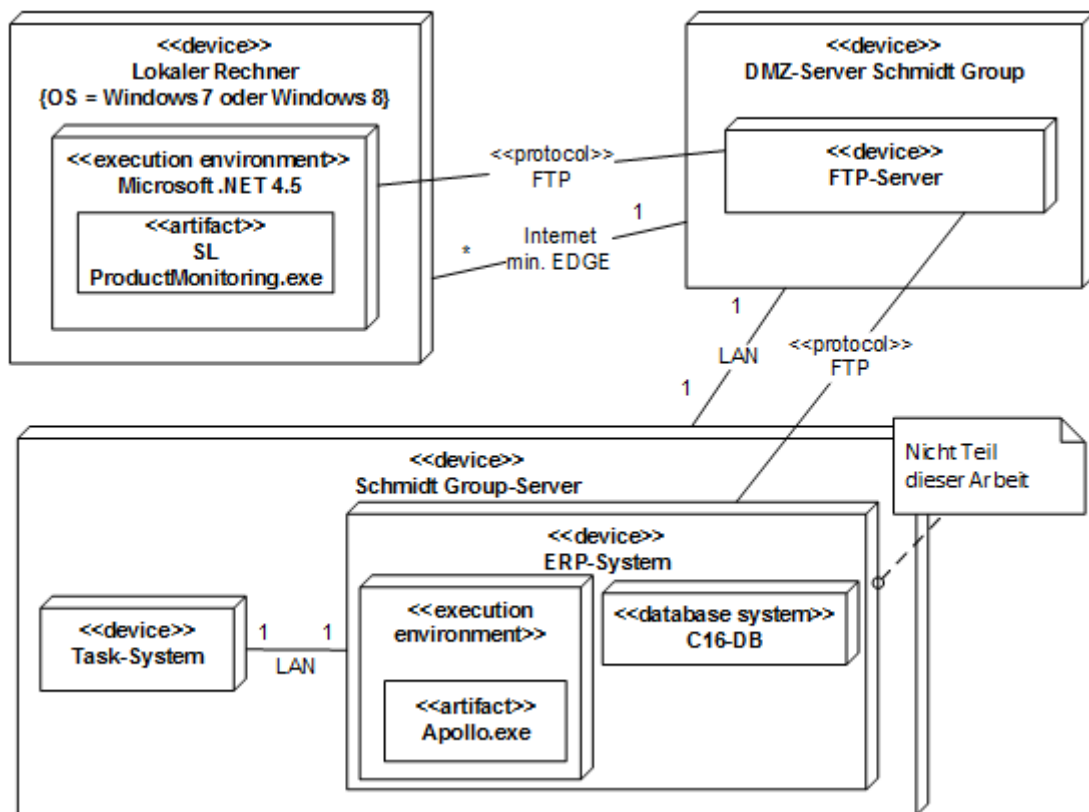 <<device>>
Lokaler Rechner
{OS = Windows 7 oder Windows 8}
<<execution environment>>
Microsoft .NET 4.5
<<artifact>>
SL
ProductMonitoring.exe
<<protocol>>
FTP
*
Internet
min. EDGE
1
<<device>>
DMZ-Server Schmidt Group
<<device>>
FTP-Server
1
LAN
1
<<protocol>>
FTP
<<device>>
Schmidt Group-Server
Nicht Teil
dieser Arbeit
<<device>>
Task-System
1
1
LAN
<<device>>
ERP-System
<<execution
environment>>
<<artifact>>
Apollo.exe
<<database system>>
C16-DB